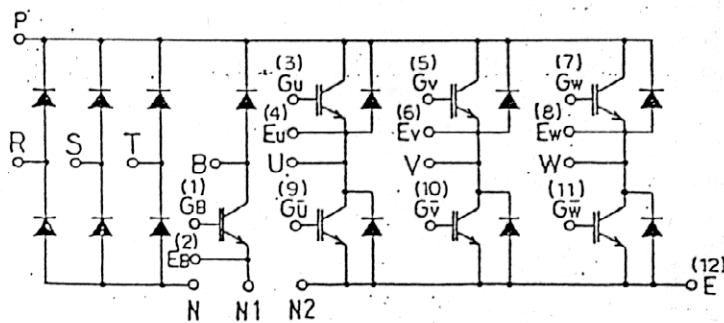 P
(3) (5) (7)
GU GV GW
(4) (6) (8)
R S T EU EV EW
B U V W
(1) (9) (10) (11)
GB GU̅ GV̅ GW̅
(2)
EB
(12)
E
N N1 N2